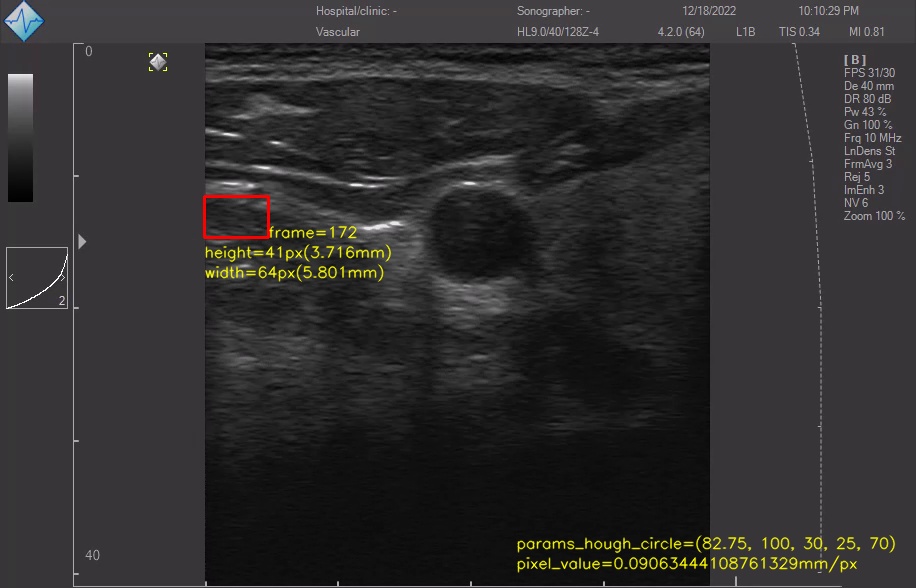 Hospital/clinic: - Sonographer: - 12/18/2022 10:10:29 PM
Vascular HL9.0/40/128Z-4 4.2.0 (64) L1B TIS 0.34 MI 0.81
0
[ B ]
FPS 31/30
De 40 mm
DR 80 dB
Pw 43 %
Gn 100 %
Frq 10 MHz
LnDens St
FrmAvg 3
Rej 5
ImEnh 3
NV 6
Zoom 100 %
frame=172
height=41px(3.716mm)
width=64px(5.801mm)
2
40
params_hough_circle=(82.75, 100, 30, 25, 70)
pixel_value=0.09063444108761329mm/px